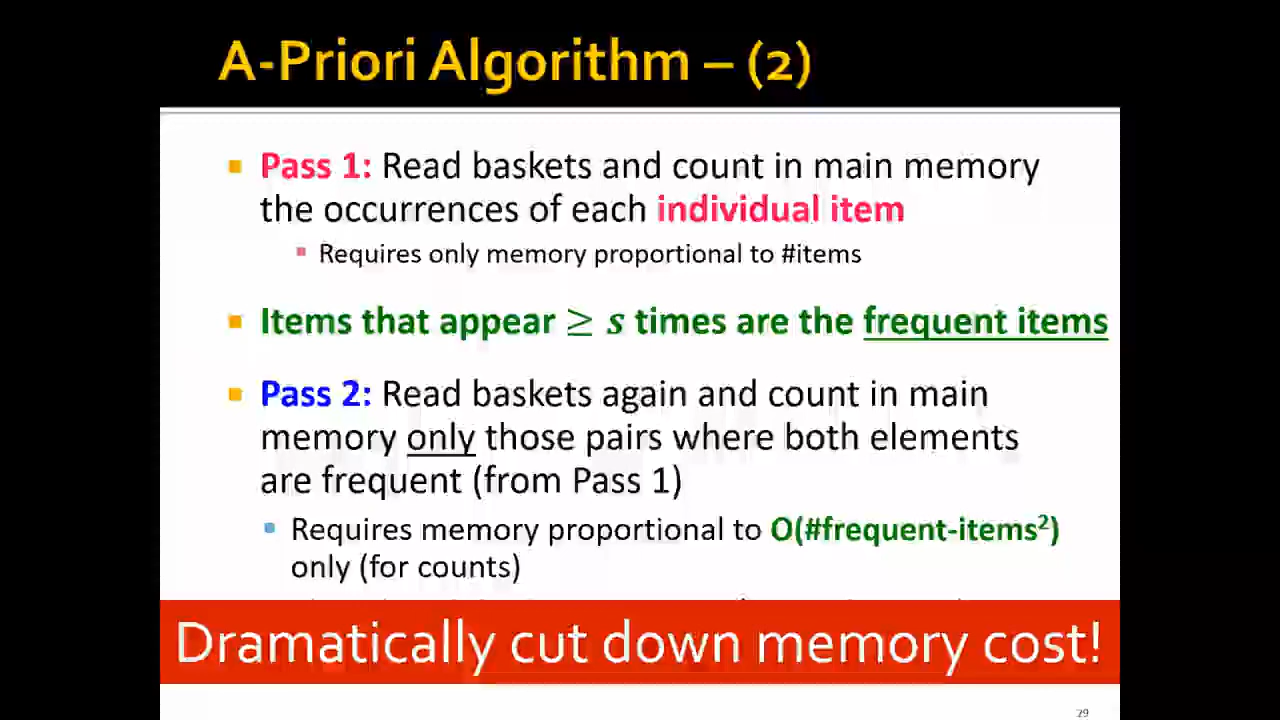 A-Priori Algorithm – (2)
Pass 1: Read baskets and count in main memory
the occurrences of each individual item
Requires only memory proportional to #items
Items that appear ≥ s times are the frequent items
Pass 2: Read baskets again and count in main
memory only those pairs where both elements
are frequent (from Pass 1)
Requires memory proportional to O(#frequent-items²)
only (for counts)
Dramatically cut down memory cost!
29